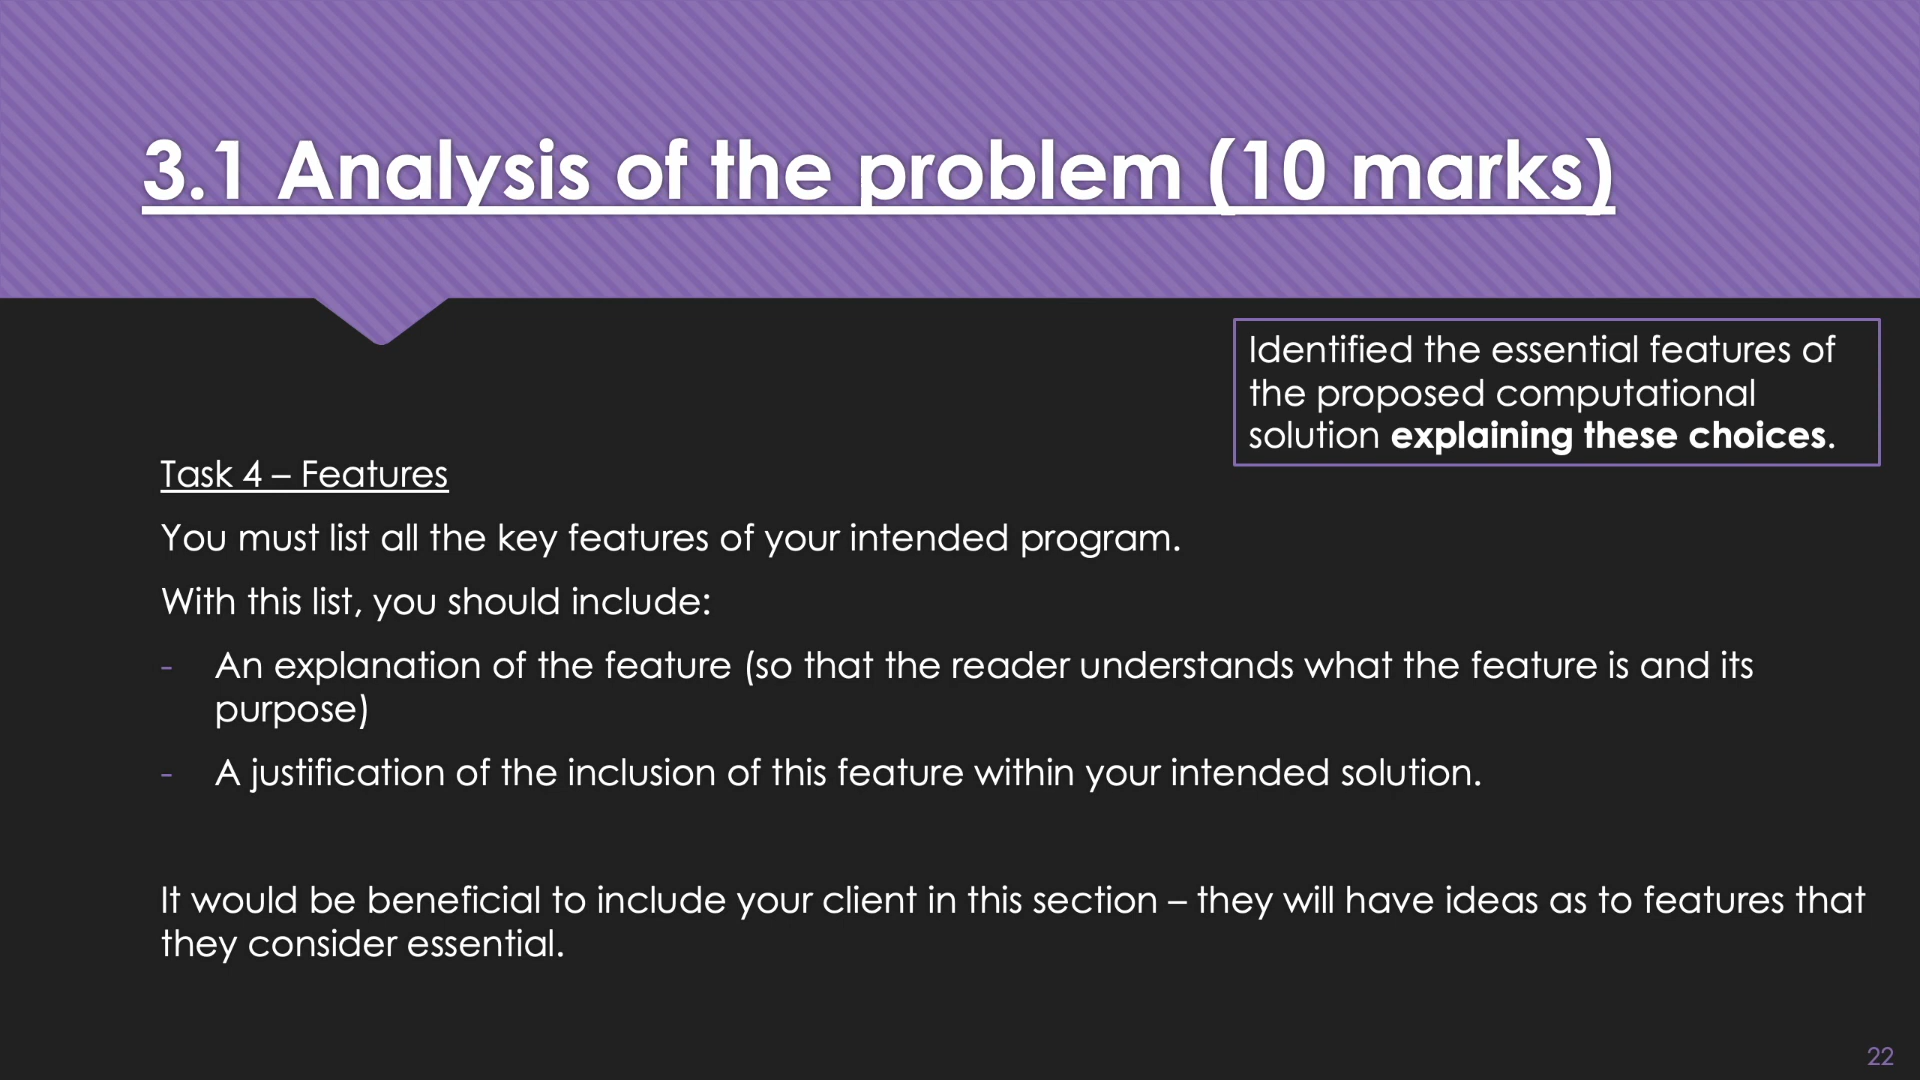 3.1 Analysis of the problem (10 marks)
Identified the essential features of
the proposed computational
solution explaining these choices.
Task 4 – Features
You must list all the key features of your intended program.
With this list, you should include:
- An explanation of the feature (so that the reader understands what the feature is and its
purpose)
- A justification of the inclusion of this feature within your intended solution.
It would be beneficial to include your client in this section – they will have ideas as to features that
they consider essential.
22